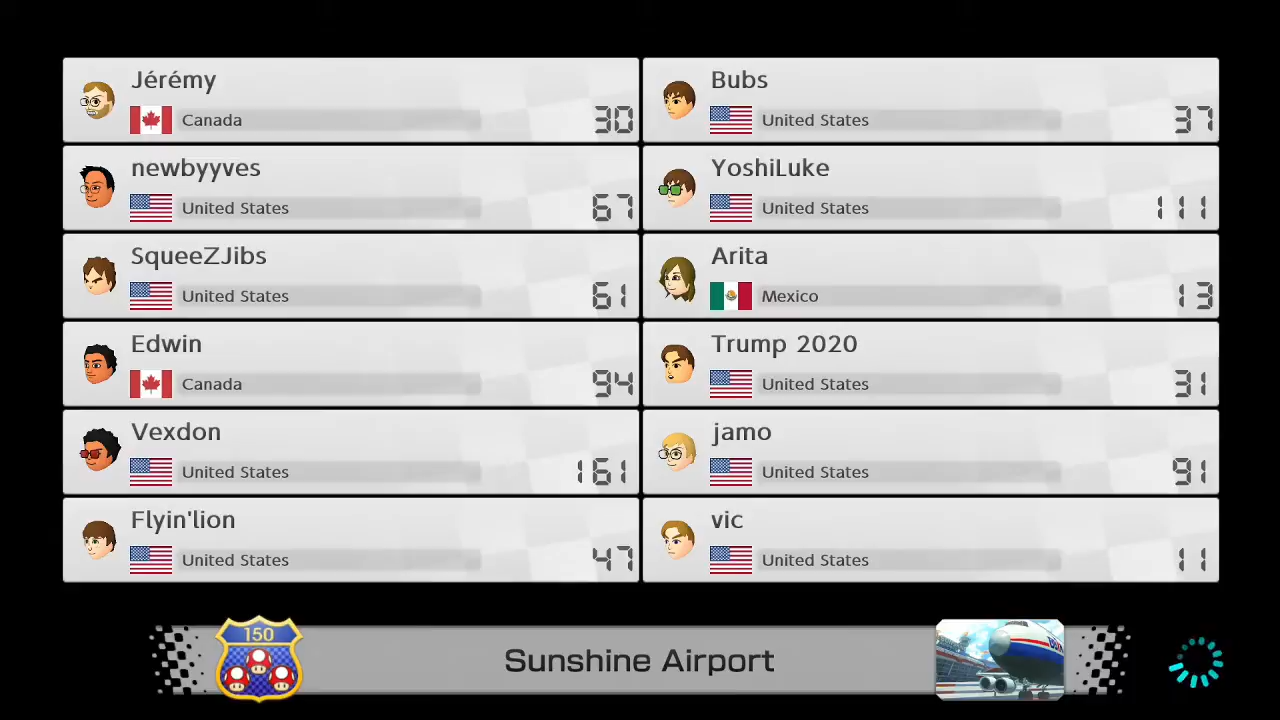 Jérémy
Canada
30
Bubs
United States
37
newbyyves
United States
67
YoshiLuke
United States
111
SqueeZJibs
United States
61
Arita
Mexico
13
Edwin
Canada
94
Trump 2020
United States
31
Vexdon
United States
161
jamo
United States
91
Flyin'lion
United States
47
vic
United States
11
150
Sunshine Airport